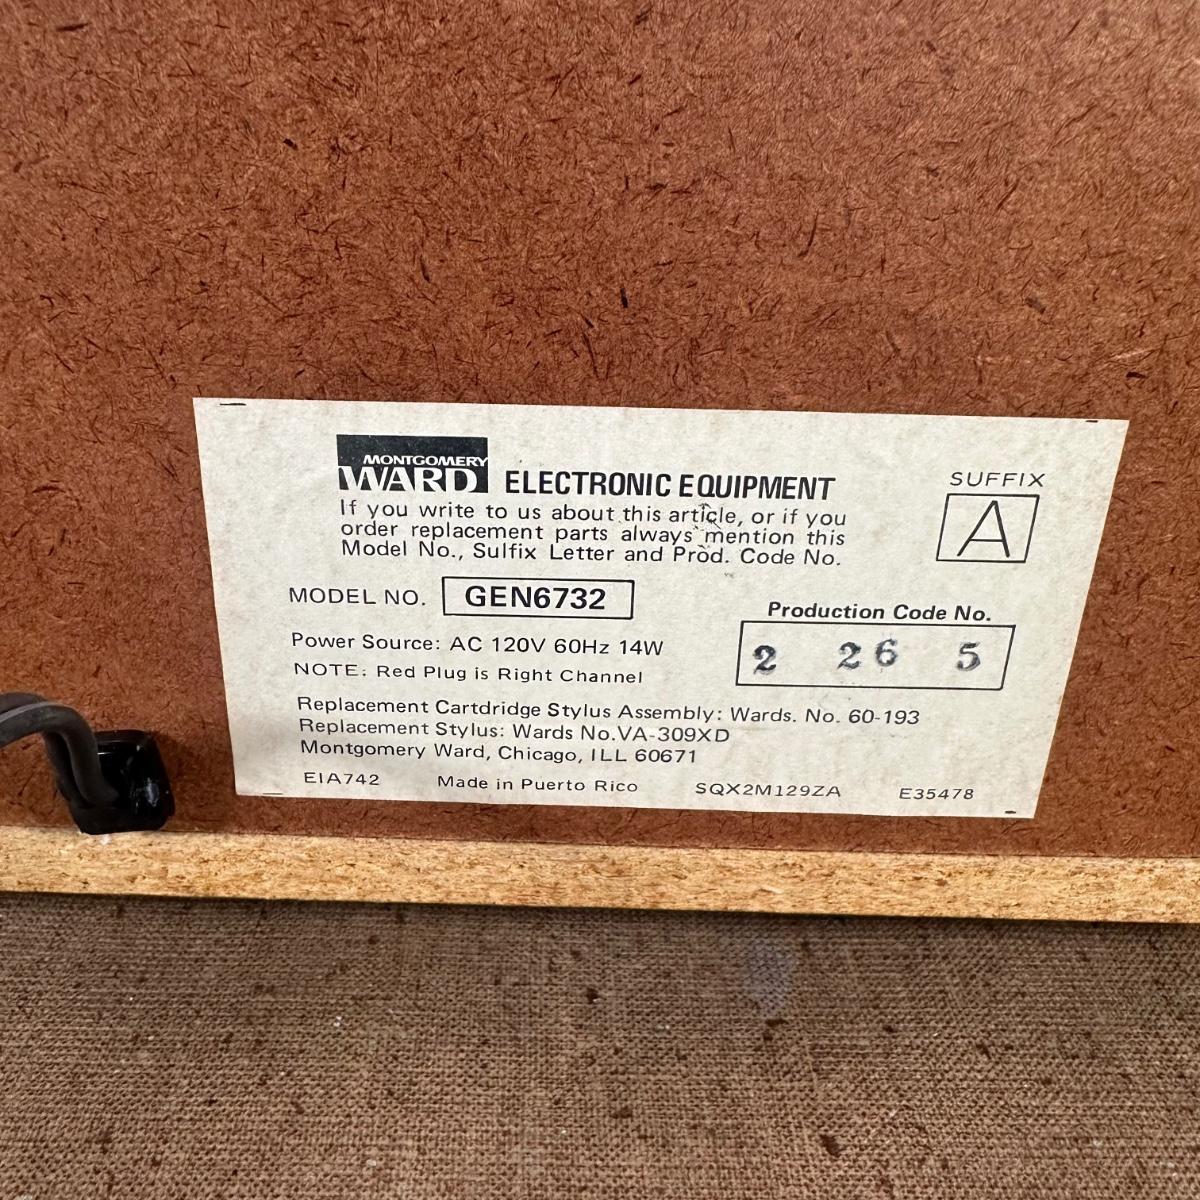 MONTGOMERY
WARD ELECTRONIC EQUIPMENT
If you write to us about this article, or if you
order replacement parts always mention this
Model No., Sulfix Letter and Prod. Code No.
SUFFIX
A
MODEL NO. GEN6732
Production Code No.
2 26 5
Power Source: AC 120V 60Hz 14W
NOTE: Red Plug is Right Channel
Replacement Cartdridge Stylus Assembly: Wards. No. 60-193
Replacement Stylus: Wards No.VA-309XD
Montgomery Ward, Chicago, ILL 60671
EIA742 Made in Puerto Rico SQX2M129ZA E35478